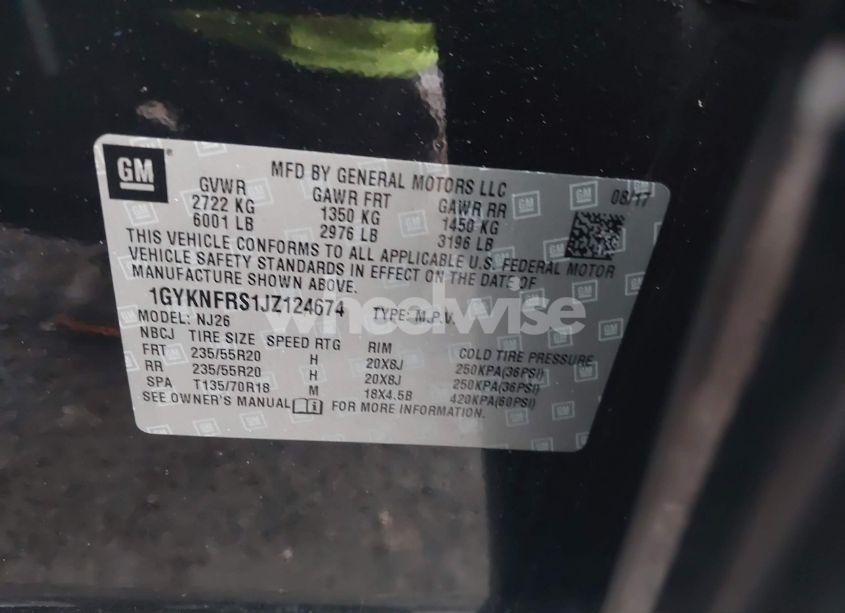 GM
MFD BY GENERAL MOTORS LLC
08/17
GVWR GAWR FRT GAWR RR
2722 KG 1350 KG 1450 KG
6001 LB 2976 LB 3196 LB
THIS VEHICLE CONFORMS TO ALL APPLICABLE U.S. FEDERAL MOTOR
VEHICLE SAFETY STANDARDS IN EFFECT ON THE DATE OF
MANUFACTURE SHOWN ABOVE.
1GYKNFRS1JZ124674 TYPE: M.P.V.
wheelwise
MODEL: NJ26
NBCJ TIRE SIZE SPEED RTG RIM COLD TIRE PRESSURE
FRT 235/55R20 H 20X8J 250KPA(36PSI)
RR 235/55R20 H 20X8J 250KPA(36PSI)
SPA T135/70R18 M 18X4.5B 420KPA(60PSI)
SEE OWNER'S MANUAL FOR MORE INFORMATION.